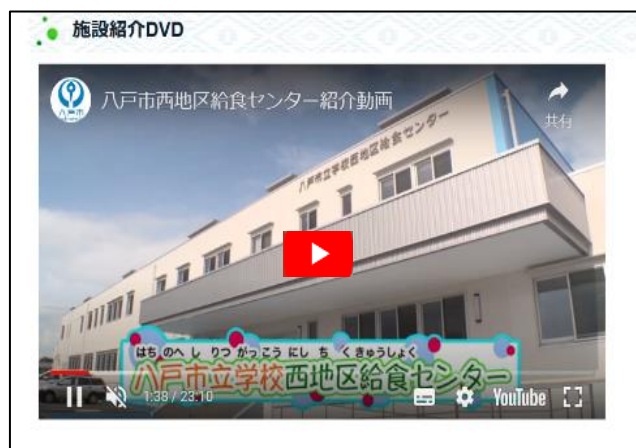 施設紹介DVD
八戸市
八戸市西地区給食センター紹介動画
共有
八戸市立学校西地区給食センター
はち のへ し りつ がっ こう にし ち く きゅうしょく
八戸市立学校西地区給食センター
1:38 / 23:10
YouTube